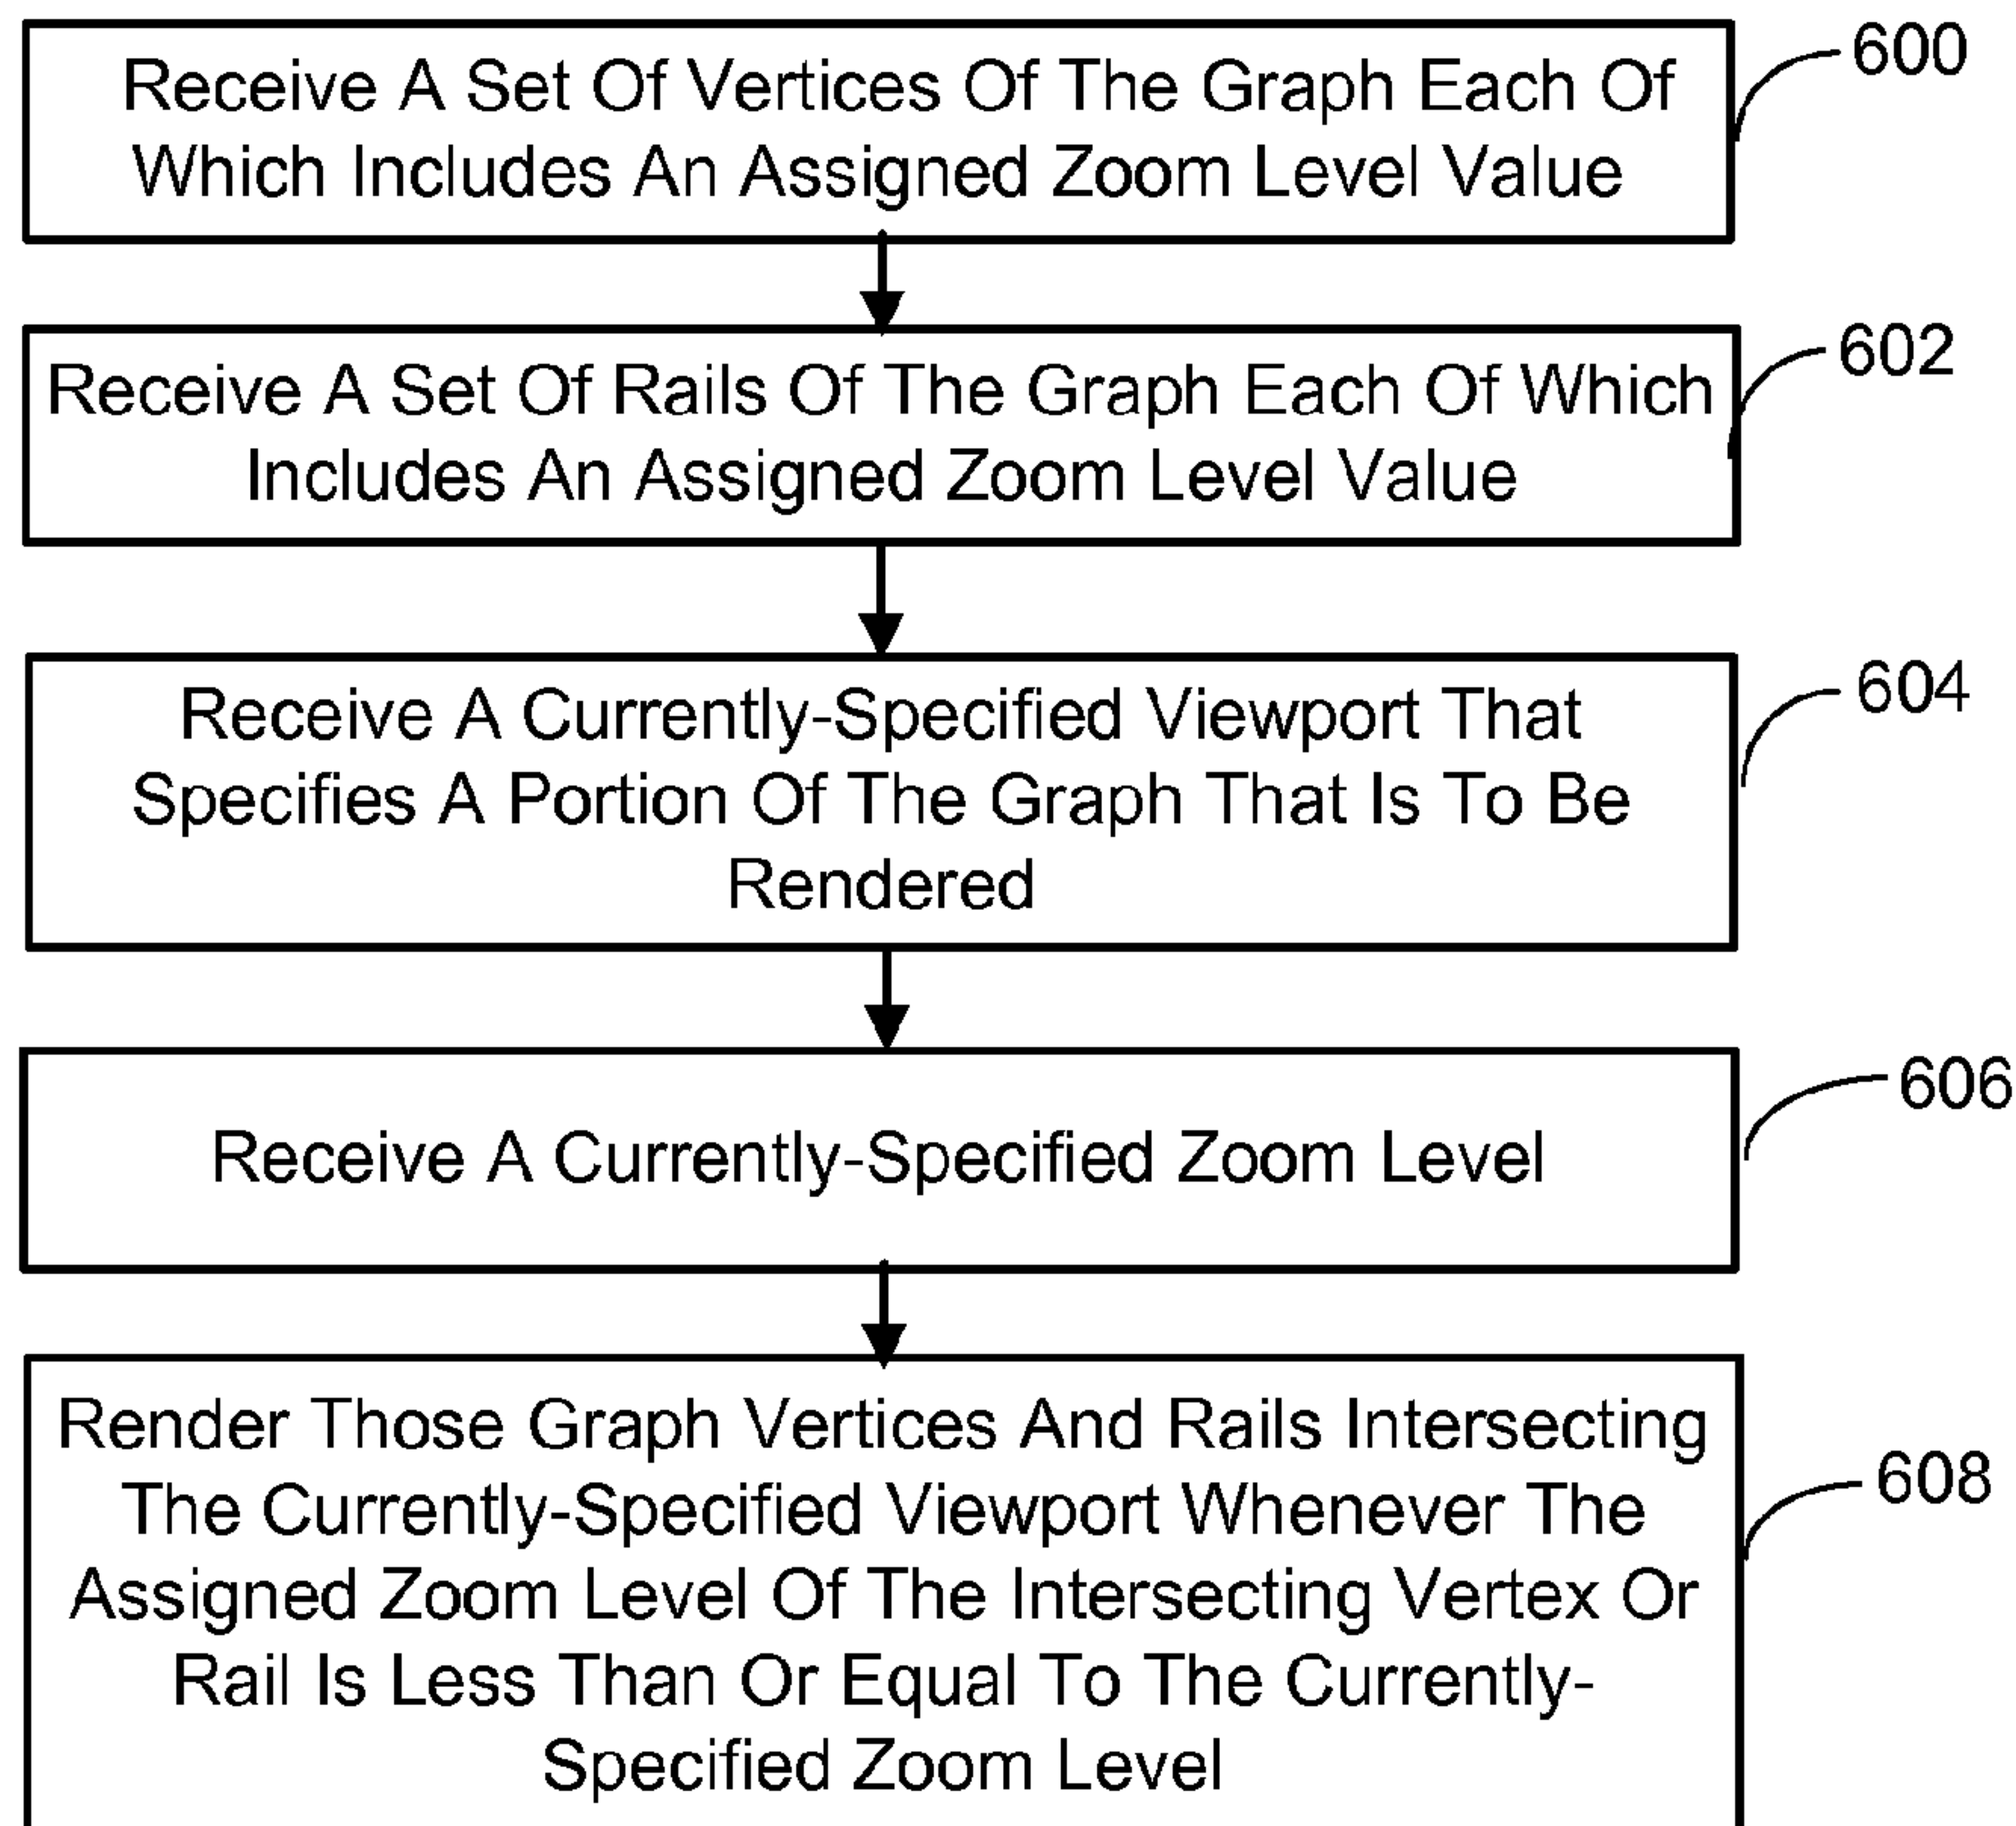 Receive A Set Of Vertices Of The Graph Each Of
Which Includes An Assigned Zoom Level Value
600
Receive A Set Of Rails Of The Graph Each Of Which
Includes An Assigned Zoom Level Value
602
Receive A Currently-Specified Viewport That
Specifies A Portion Of The Graph That Is To Be
Rendered
604
Receive A Currently-Specified Zoom Level
606
Render Those Graph Vertices And Rails Intersecting
The Currently-Specified Viewport Whenever The
Assigned Zoom Level Of The Intersecting Vertex Or
Rail Is Less Than Or Equal To The Currently-
Specified Zoom Level
608